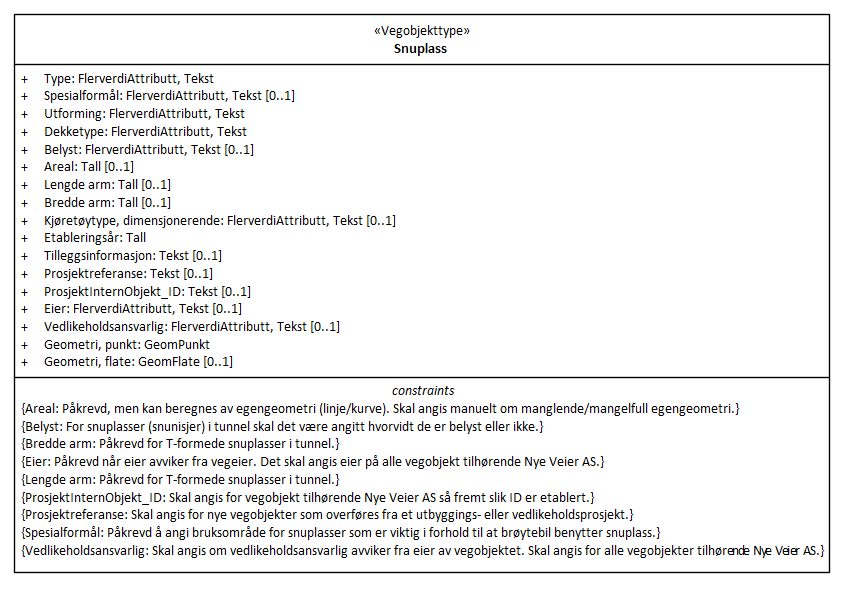 «Vegobjekttype»
Snuplass
+ Type: FlerverdiAttributt, Tekst
+ Spesialformål: FlerverdiAttributt, Tekst [0..1]
+ Utforming: FlerverdiAttributt, Tekst
+ Dekketype: FlerverdiAttributt, Tekst
+ Belyst: FlerverdiAttributt, Tekst [0..1]
+ Areal: Tall [0..1]
+ Lengde arm: Tall [0..1]
+ Bredde arm: Tall [0..1]
+ Kjøretøytype, dimensjonerende: FlerverdiAttributt, Tekst [0..1]
+ Etableringsår: Tall
+ Tilleggsinformasjon: Tekst [0..1]
+ Prosjektreferanse: Tekst [0..1]
+ ProsjektInternObjekt_ID: Tekst [0..1]
+ Eier: FlerverdiAttributt, Tekst [0..1]
+ Vedlikeholdsansvarlig: FlerverdiAttributt, Tekst [0..1]
+ Geometri, punkt: GeomPunkt
+ Geometri, flate: GeomFlate [0..1]
constraints
{Areal: Påkrevd, men kan beregnes av egengeometri (linje/kurve). Skal angis manuelt om manglende/mangelfull egengeometri.}
{Belyst: For snuplasser (snunisjer) i tunnel skal det være angitt hvorvidt de er belyst eller ikke.}
{Bredde arm: Påkrevd for T-formede snuplasser i tunnel.}
{Eier: Påkrevd når eier avviker fra vegeier. Det skal angis eier på alle vegobjekt tilhørende Nye Veier AS.}
{Lengde arm: Påkrevd for T-formede snuplasser i tunnel.}
{ProsjektInternObjekt_ID: Skal angis for vegobjekt tilhørende Nye Veier AS så fremt slik ID er etablert.}
{Prosjektreferanse: Skal angis for nye vegobjekter som overføres fra et utbyggings- eller vedlikeholdsprosjekt.}
{Spesialformål: Påkrevd å angi bruksområde for snuplasser som er viktig i forhold til at brøytebil benytter snuplass.}
{Vedlikeholdsansvarlig: Skal angis om vedlikeholdsansvarlig avviker fra eier av vegobjektet. Skal angis for alle vegobjekter tilhørende Nye Veier AS.}